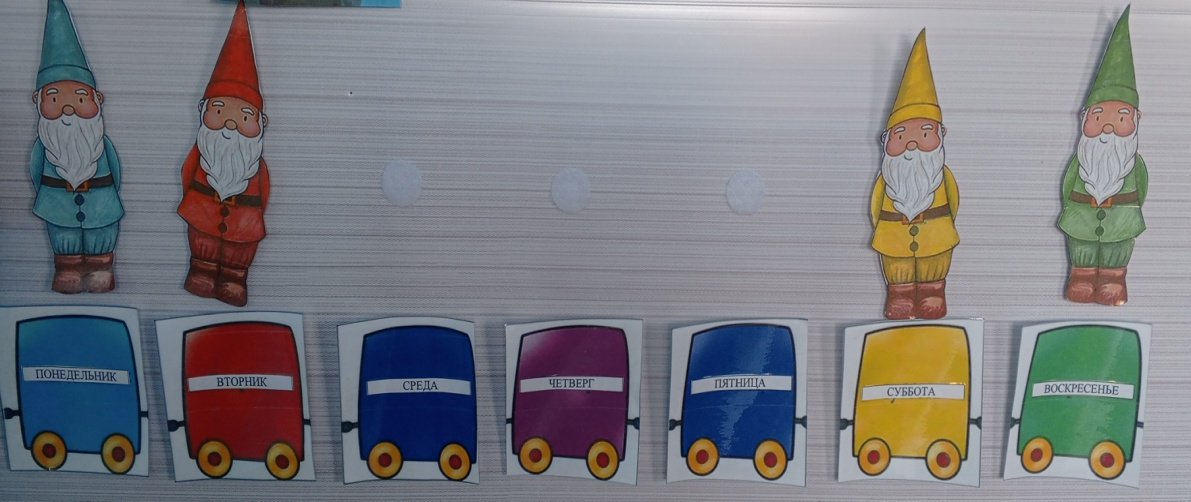 ПОНЕДЕЛЬНИК
ВТОРНИК
СРЕДА
ЧЕТВЕРГ
ПЯТНИЦА
СУББОТА
ВОСКРЕСЕНЬЕ